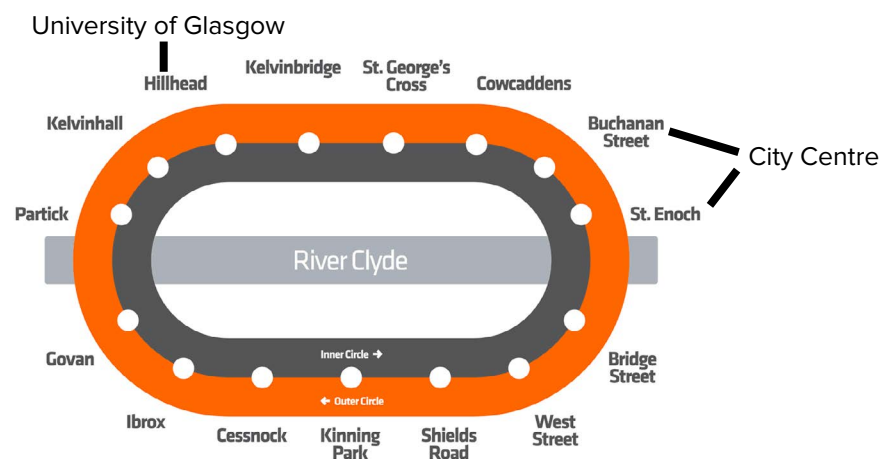 University of Glasgow
Hillhead
Kelvinbridge
St. George's
Cross
Cowcaddens
Kelvinhall
Buchanan
Street
City Centre
Partick
St. Enoch
River Clyde
Govan
Inner Circle →
Bridge
Street
← Outer Circle
Ibrox
Cessnock
Kinning
Park
Shields
Road
West
Street